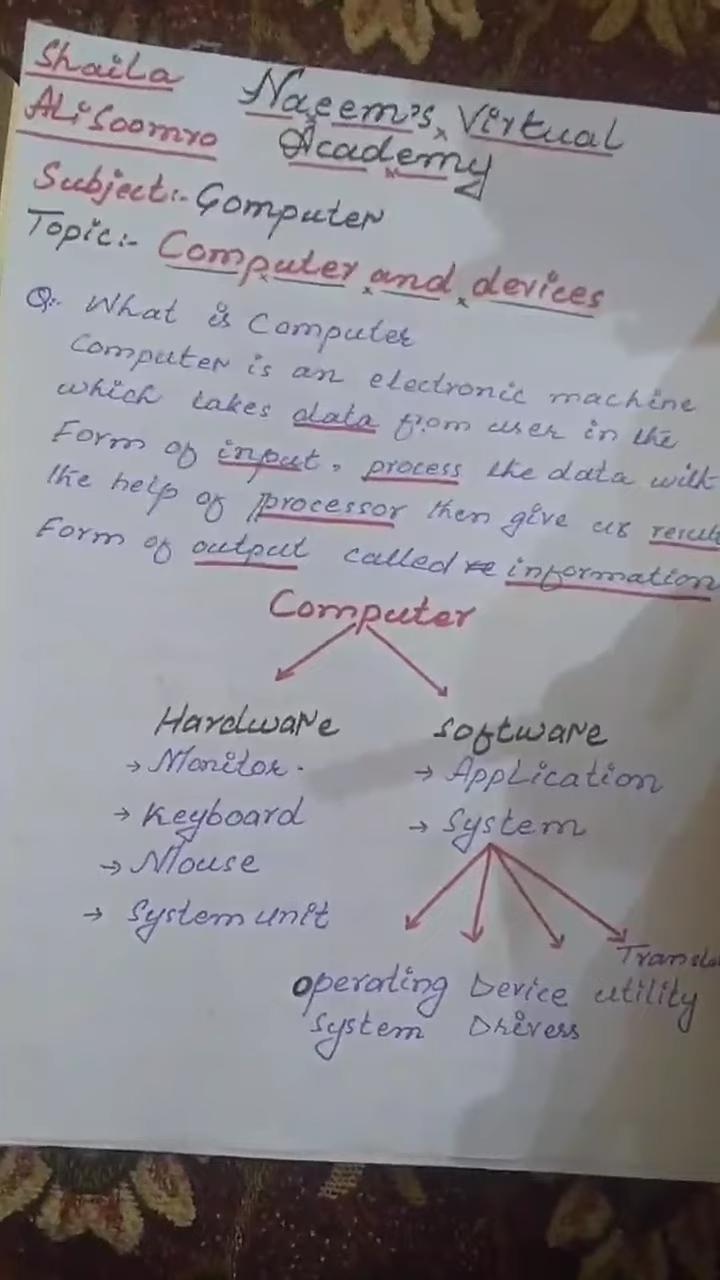 Shaila
Ali Soomro
Naeem's Virtual
Academy
Subject:- Computer
Topic:- Computer and devices
Q:- What is Computer
Computer is an electronic machine
which takes data from user in the
Form of input, process the data with
the help of processor then give us
Form of output called information
Computer
Hardware Software
→ Monitor. → Application
→ Keyboard → System
→ Mouse
→ System unit
Operating Device utility
System Drivers